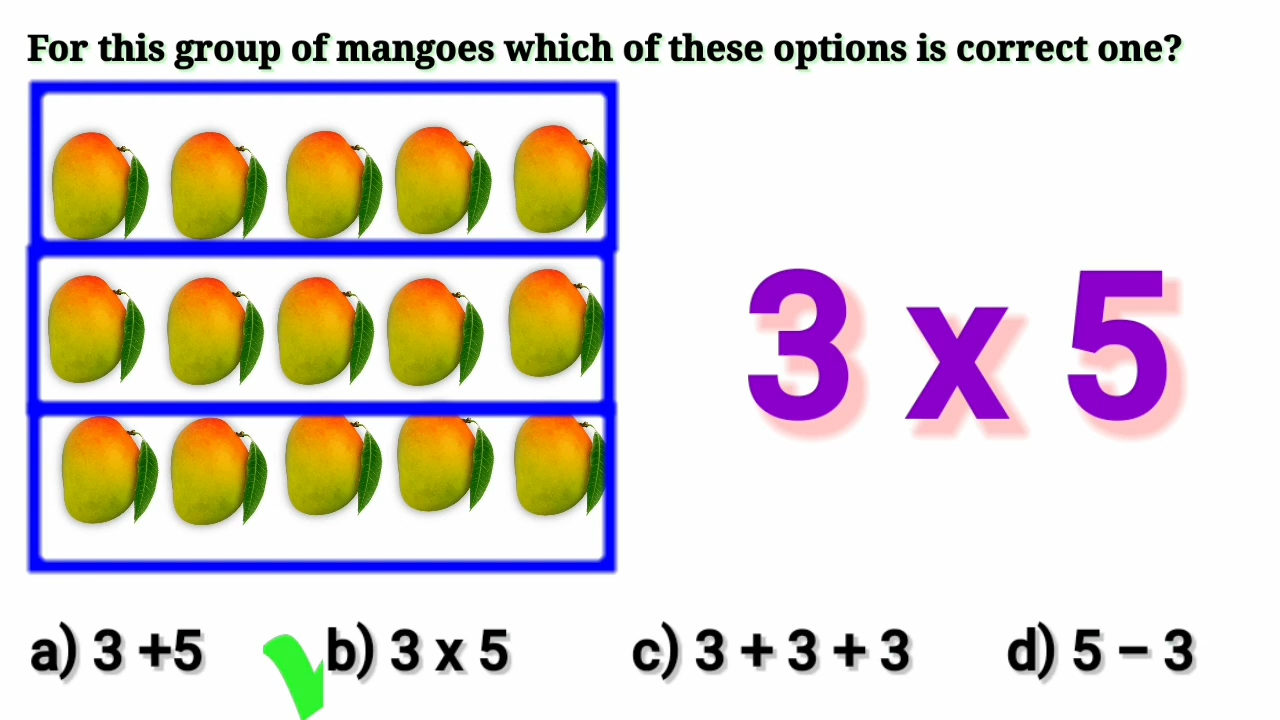 For this group of mangoes which of these options is correct one?
3 x 5
a) 3 +5 b) 3 x 5 c) 3 + 3 + 3 d) 5 – 3